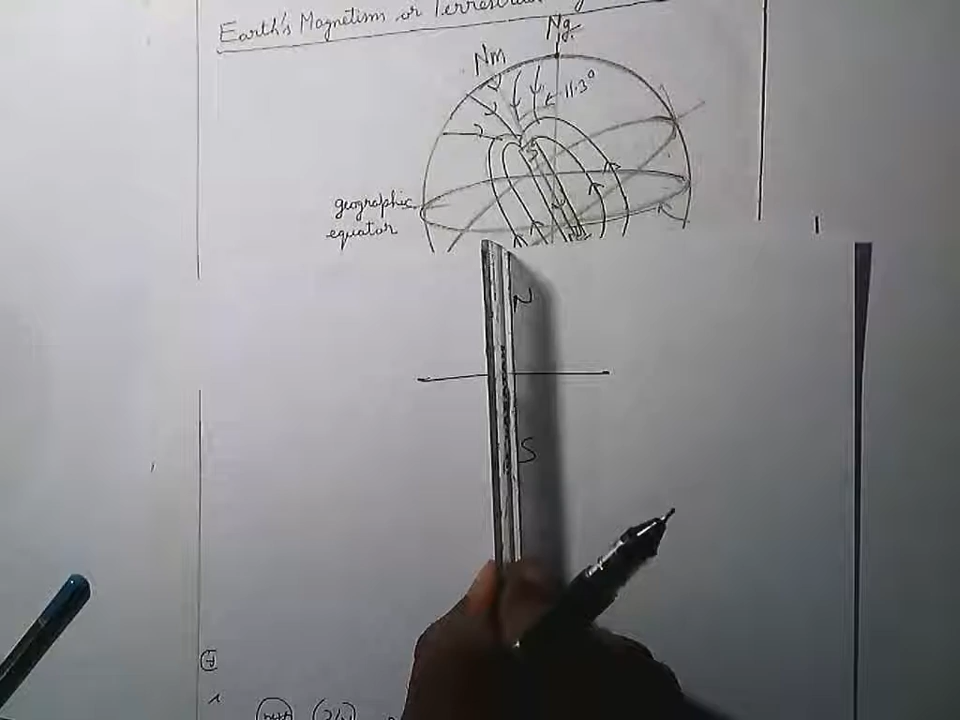 Earth's Magnetism or Terrestrial
Ng
Nm
11.3°
S
geographic
equator
N
S